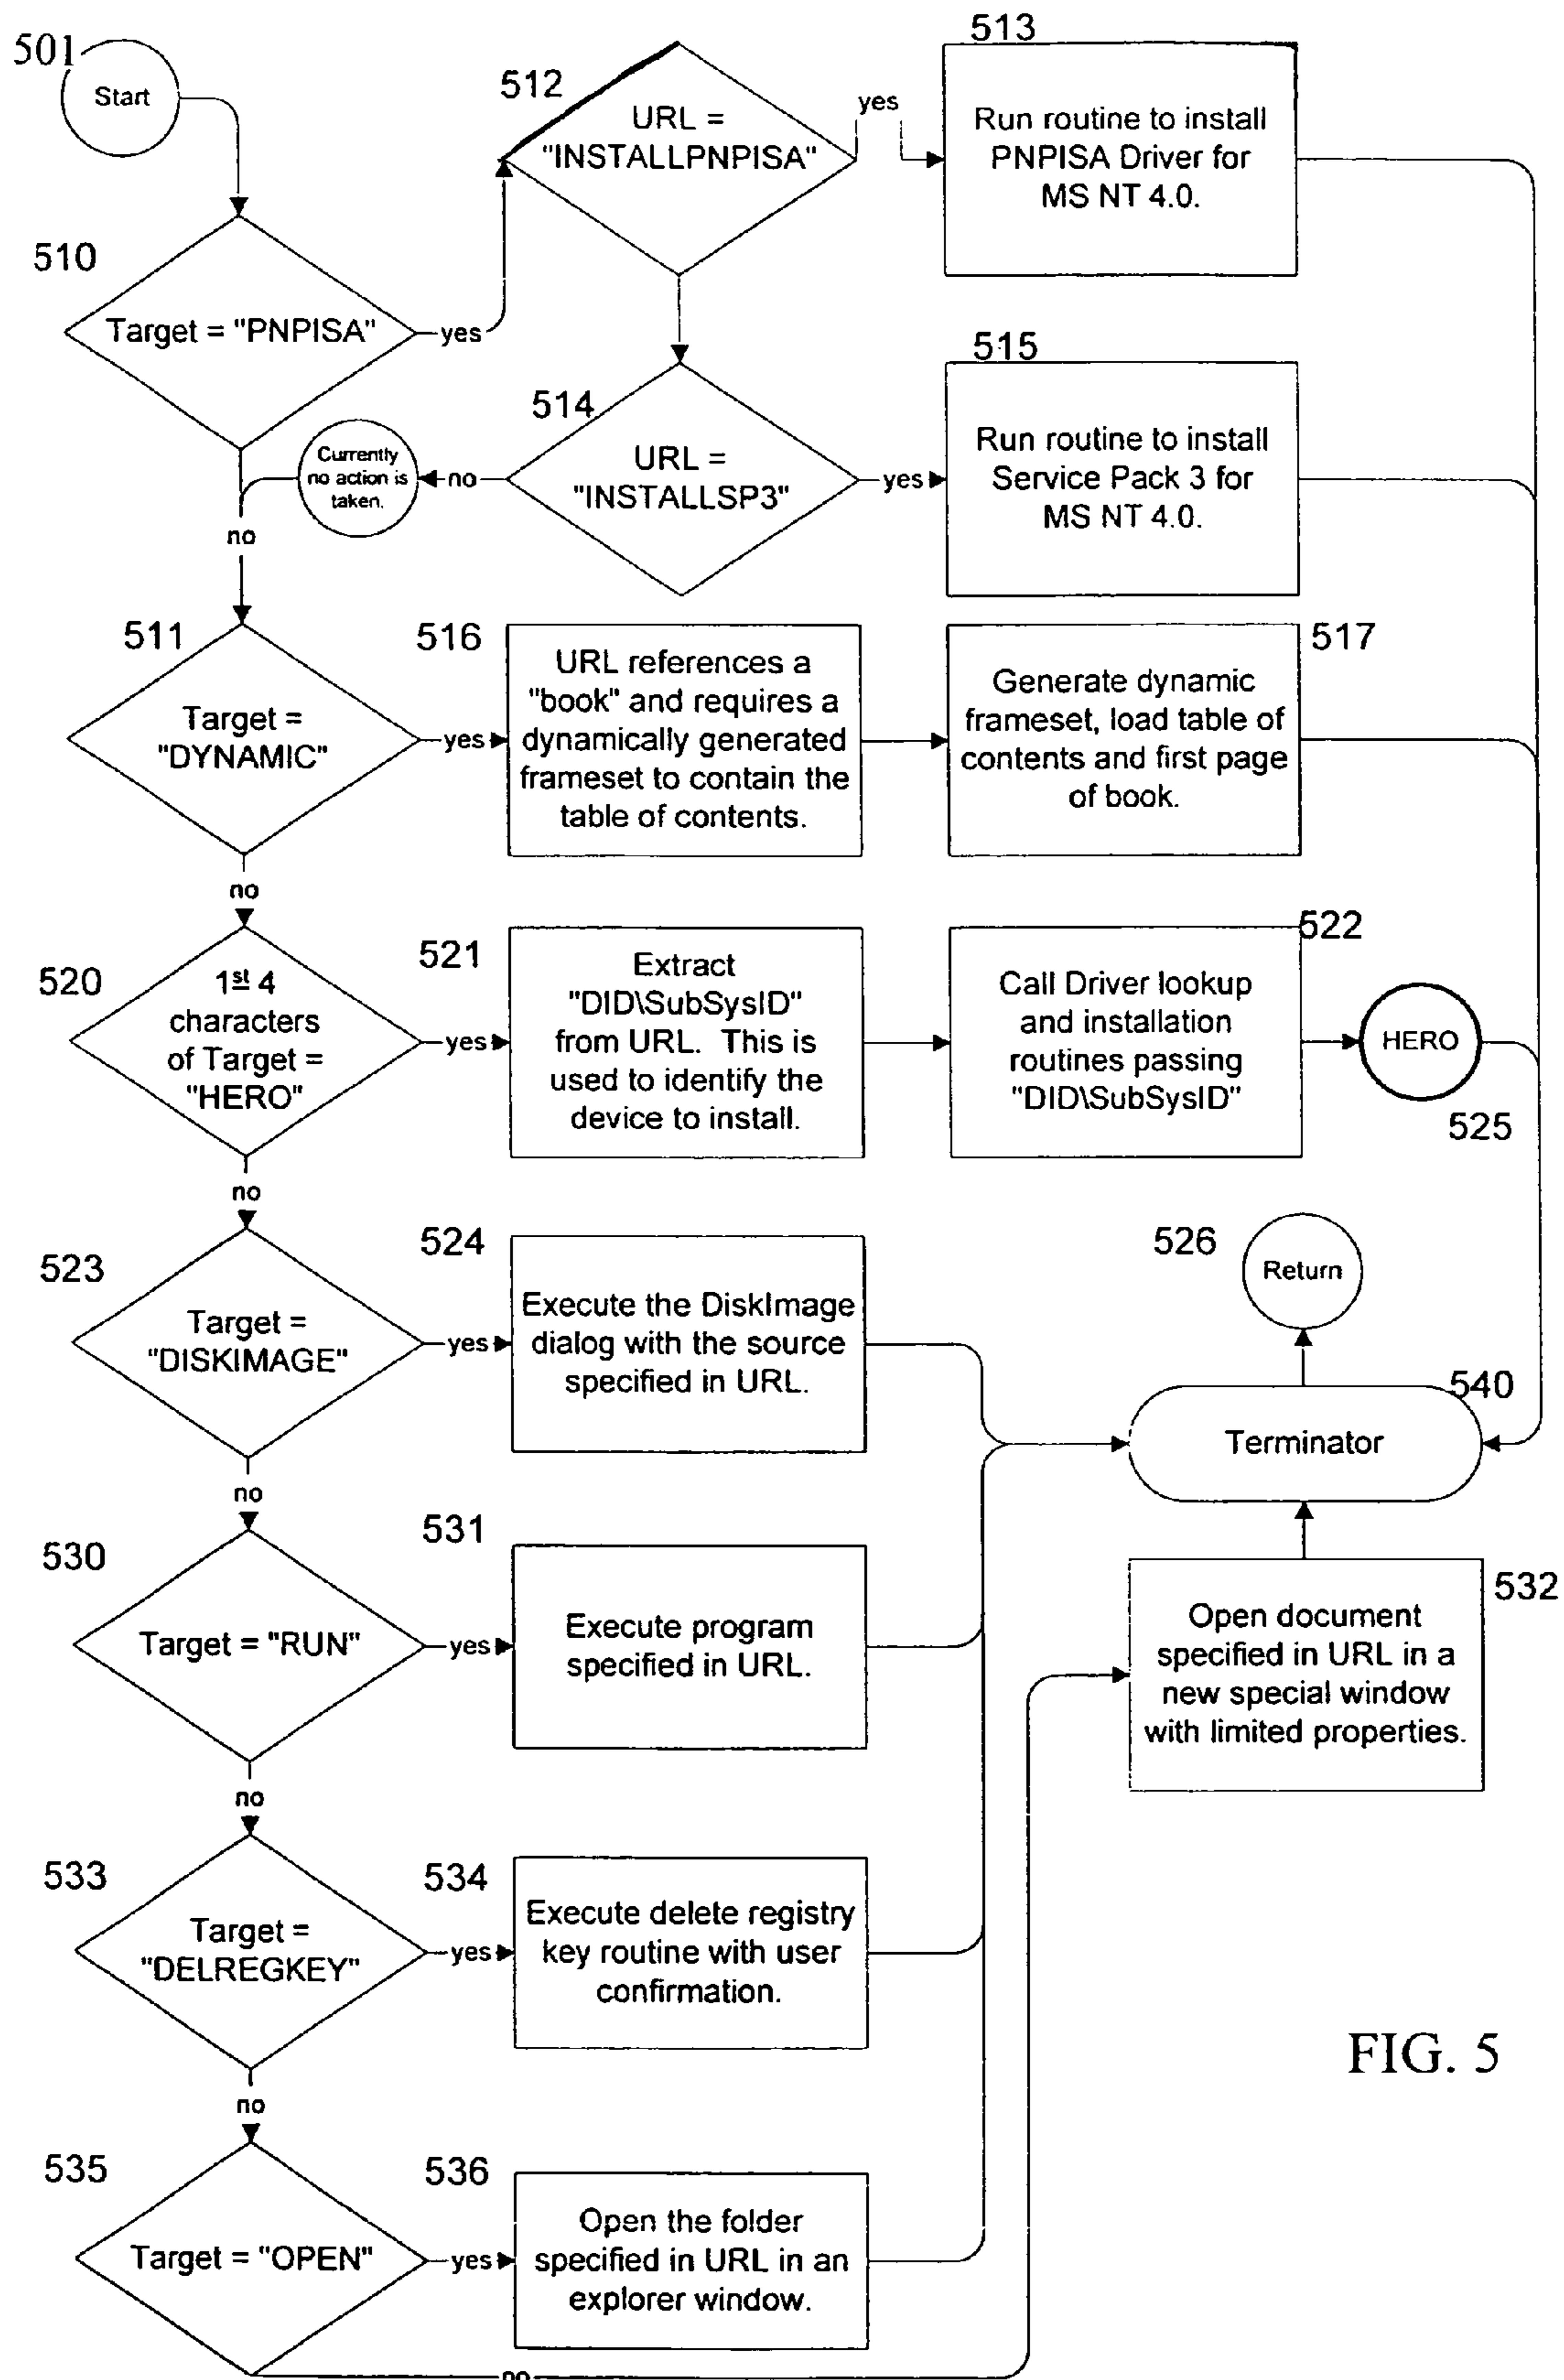 501
Start
510
Target = "PNPISA"
yes
512
URL =
"INSTALLPNPISA"
yes
513
Run routine to install
PNPISA Driver for
MS NT 4.0.
514
URL =
"INSTALLSP3"
yes
515
Run routine to install
Service Pack 3 for
MS NT 4.0.
no
Currently
no action is
taken.
no
511
Target =
"DYNAMIC"
yes
516
URL references a
"book" and requires a
dynamically generated
frameset to contain the
table of contents.
517
Generate dynamic
frameset, load table of
contents and first page
of book.
no
520
1st 4
characters
of Target =
"HERO"
yes
521
Extract
"DID\SubSysID"
from URL. This is
used to identify the
device to install.
522
Call Driver lookup
and installation
routines passing
"DID\SubSysID"
HERO
525
no
523
Target =
"DISKIMAGE"
yes
524
Execute the DiskImage
dialog with the source
specified in URL.
526
Return
540
Terminator
no
530
Target = "RUN"
yes
531
Execute program
specified in URL.
532
Open document
specified in URL in a
new special window
with limited properties.
no
533
Target =
"DELREGKEY"
yes
534
Execute delete registry
key routine with user
confirmation.
no
535
Target = "OPEN"
yes
536
Open the folder
specified in URL in an
explorer window.
no
FIG. 5